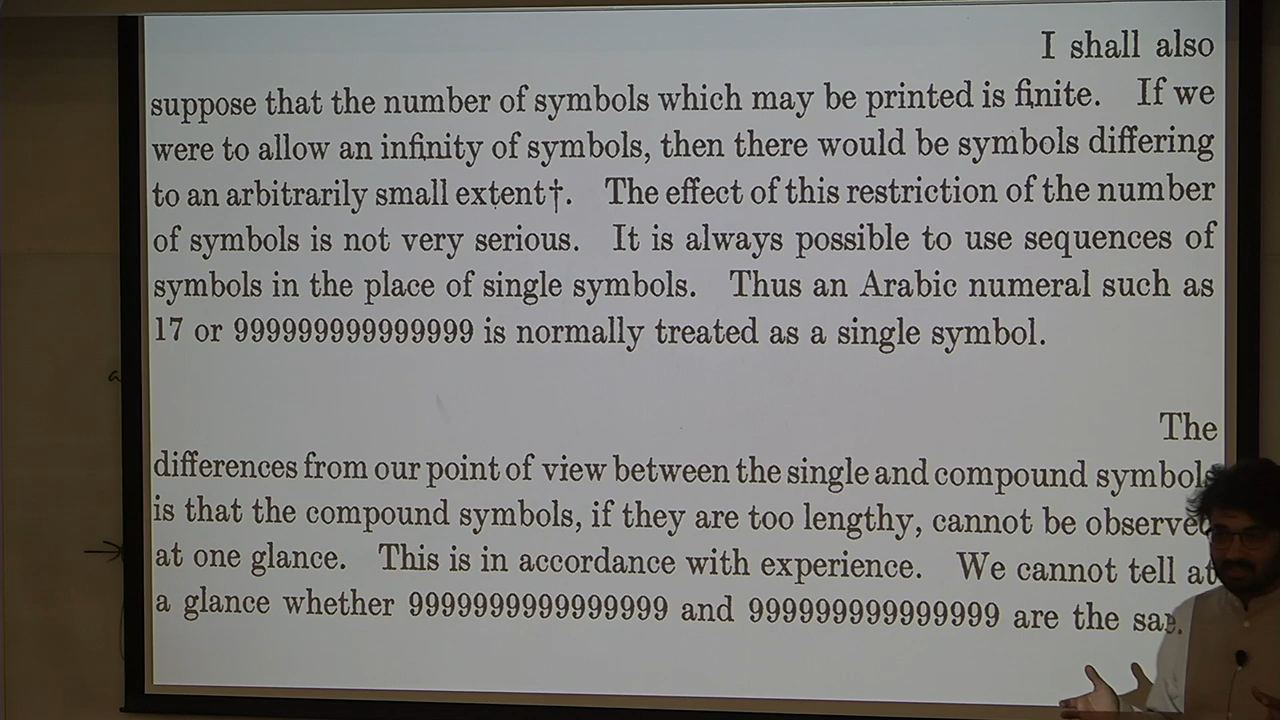 I shall also
suppose that the number of symbols which may be printed is finite. If we
were to allow an infinity of symbols, then there would be symbols differing
to an arbitrarily small extent†. The effect of this restriction of the number
of symbols is not very serious. It is always possible to use sequences of
symbols in the place of single symbols. Thus an Arabic numeral such as
17 or 999999999999999 is normally treated as a single symbol.
The
differences from our point of view between the single and compound symbols
is that the compound symbols, if they are too lengthy, cannot be observed
at one glance. This is in accordance with experience. We cannot tell at
a glance whether 9999999999999999 and 999999999999999 are the